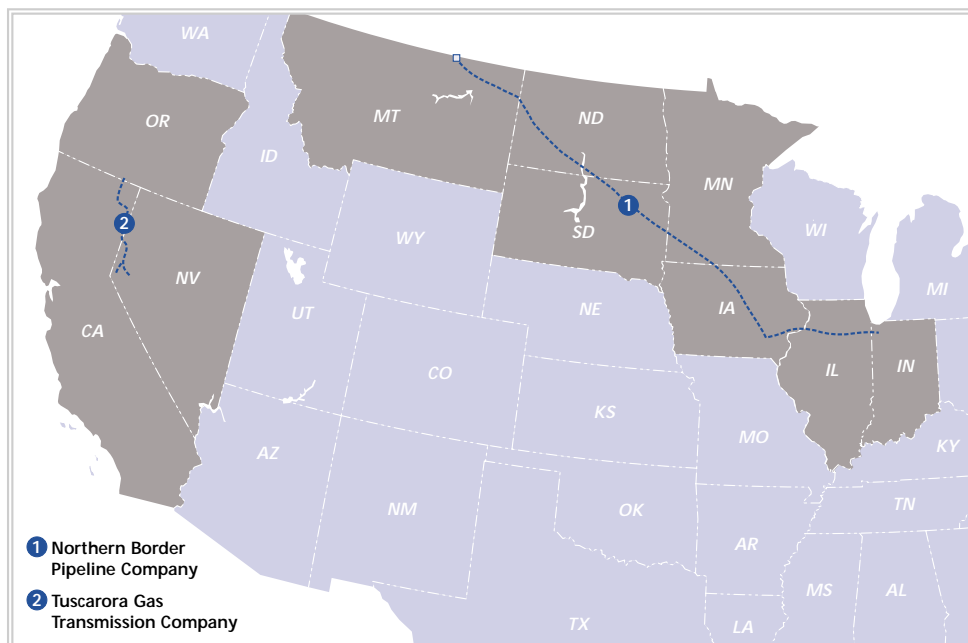 WA
OR
MT
ND
MN
ID
WY
SD
WI
MI
NV
UT
NE
IA
CA
CO
IL
IN
KS
MO
KY
AZ
NM
OK
TN
AR
MS
AL
TX
LA
1
2
1 Northern Border
Pipeline Company
2 Tuscarora Gas
Transmission Company